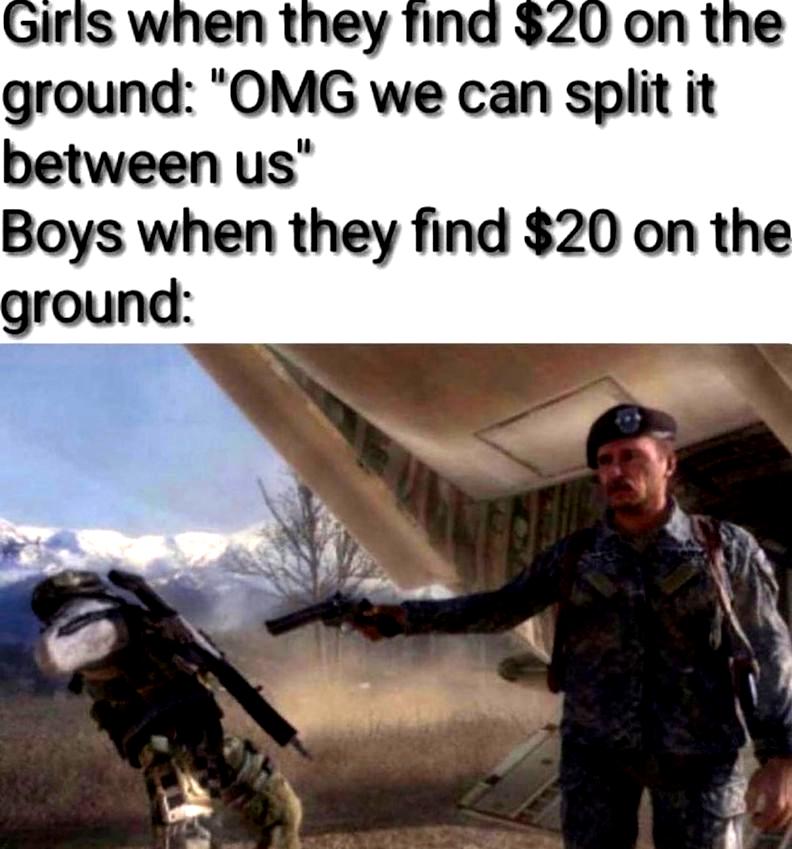 Girls when they find $20 on the
ground: "OMG we can split it
between us"
Boys when they find $20 on the
ground: